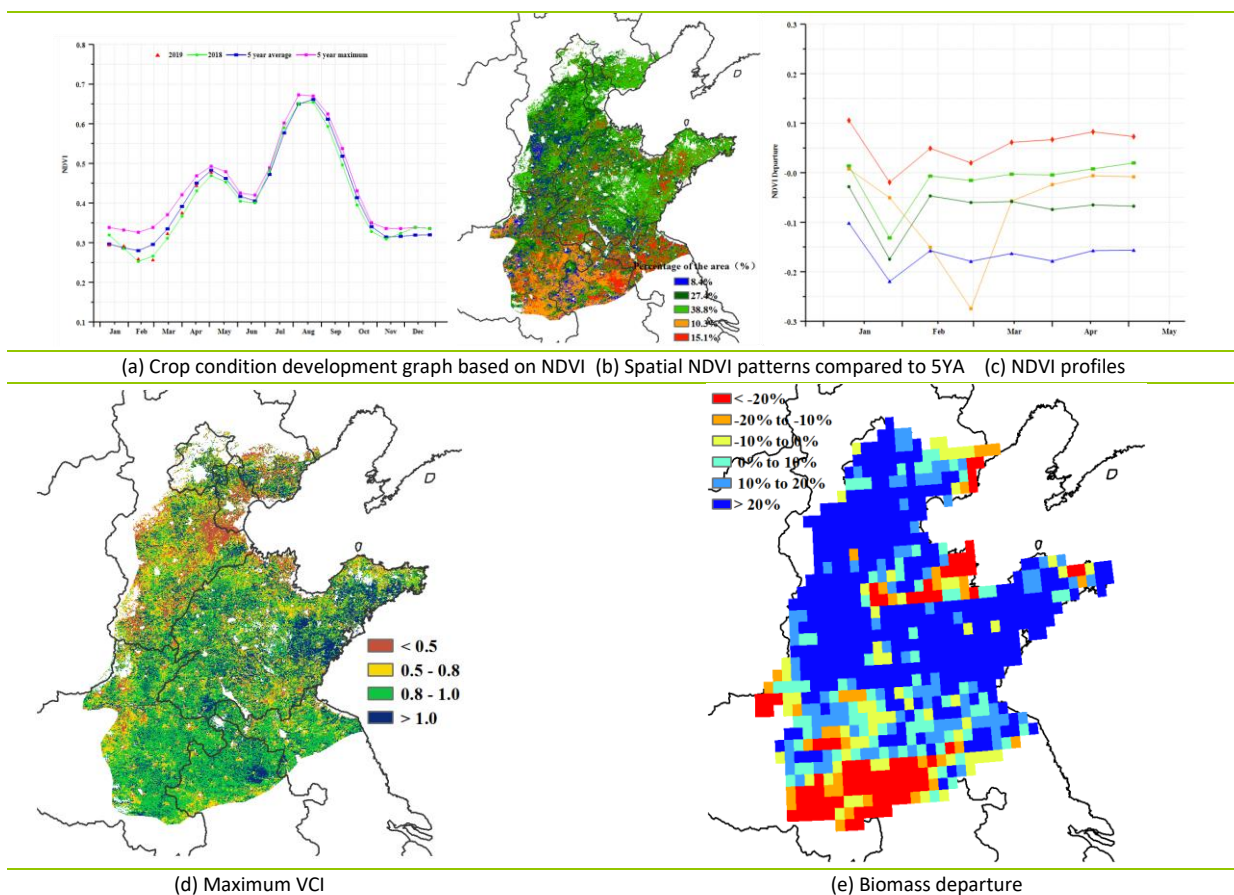 0.8
0.7
0.6
0.5
0.4
0.3
0.2
0.1
NDVI
2019 2018 5 year average 5 year maximum
Jan Feb Mar Apr May Jun Jul Aug Sep Oct Nov Dec
Percentage of the area (%)
8.4%
27.4%
38.8%
10.3%
15.1%
-0.3
0.2
0.1
-0.0
-0.1
-0.2
-0.3
NDVI Departure
Jan Feb Mar Apr May
(a) Crop condition development graph based on NDVI (b) Spatial NDVI patterns compared to 5YA (c) NDVI profiles
< 0.5
0.5 - 0.8
0.8 - 1.0
> 1.0
< -20%
-20% to -10%
-10% to 0%
0% to 10%
10% to 20%
> 20%
(d) Maximum VCI (e) Biomass departure